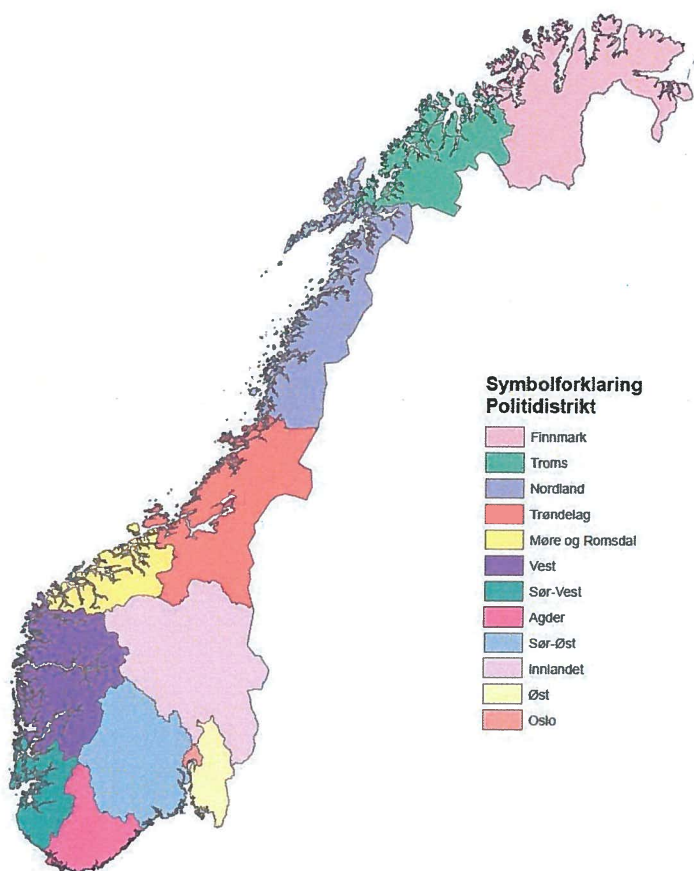 Symbolforklaring
Politidistrikt
Finnmark
Troms
Nordland
Trøndelag
Møre og Romsdal
Vest
Sør-Vest
Agder
Sør-Øst
Innlandet
Øst
Oslo